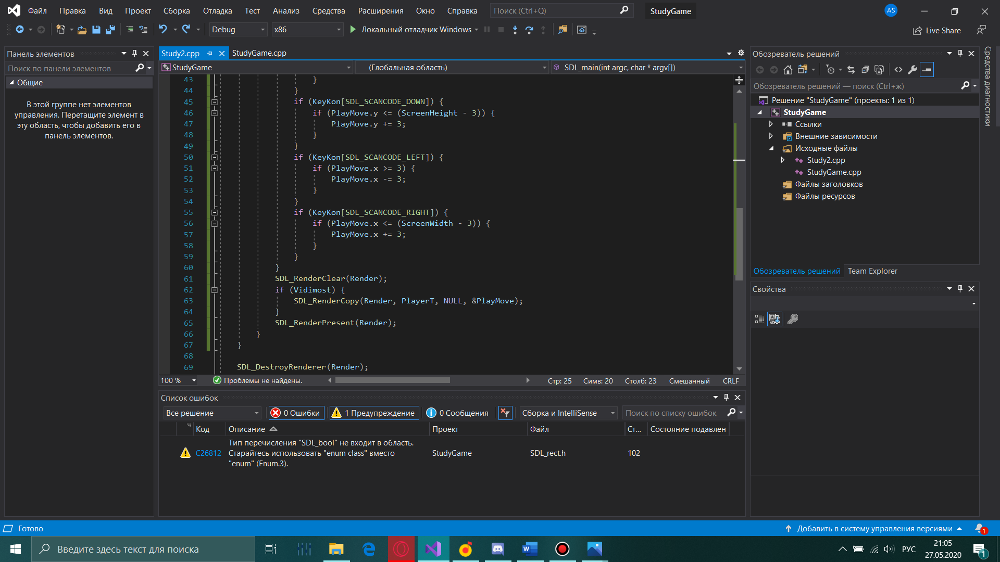 Файл Правка Вид Проект Сборка Отладка Тест Анализ Средства Расширения Окно Справка Поиск (Ctrl+Q) StudyGame AS
Debug x86 Локальный отладчик Windows Live Share
Панель элементов
Поиск по панели элементов
Общие
В этой группе нет элементов
управления. Перетащите элемент в
эту область, чтобы добавить его в
панель элементов.
Study2.cpp StudyGame.cpp
StudyGame (Глобальная область) SDL_main(int argc, char * argv[])
43 }
44 }
45 if (KeyKon[SDL_SCANCODE_DOWN]) {
46 if (PlayMove.y <= (ScreenHeight - 3)) {
47 PlayMove.y += 3;
48 }
49 }
50 if (KeyKon[SDL_SCANCODE_LEFT]) {
51 if (PlayMove.x >= 3) {
52 PlayMove.x -= 3;
53 }
54 }
55 if (KeyKon[SDL_SCANCODE_RIGHT]) {
56 if (PlayMove.x <= (ScreenWidth - 3)) {
57 PlayMove.x += 3;
58 }
59 }
60 }
61 SDL_RenderClear(Render);
62 if (Vidimost) {
63 SDL_RenderCopy(Render, PlayerT, NULL, &PlayMove);
64 }
65 SDL_RenderPresent(Render);
66 }
67 }
68
69 SDL_DestroyRenderer(Render);
100 % Проблемы не найдены. Стр: 25 Симв: 20 Столб: 23 Смешанный CRLF
Список ошибок
Все решение 0 Ошибки 1 Предупреждение 0 Сообщения Сборка и IntelliSense Поиск по списку ошибок
Код Описание Проект Файл Ст... Состояние подавлен
C26812 Тип перечисления "SDL_bool" не входит в область.
Старайтесь использовать "enum class" вместо
"enum" (Enum.3). StudyGame SDL_rect.h 102
Обозреватель решений
Обозреватель решений — поиск (Ctrl+ж)
Решение "StudyGame" (проекты: 1 из 1)
StudyGame
Ссылки
Внешние зависимости
Исходные файлы
Study2.cpp
StudyGame.cpp
Файлы заголовков
Файлы ресурсов
Обозреватель решений Team Explorer
Свойства
Средства диагностики
Готово Добавить в систему управления версиями 1
Введите здесь текст для поиска РУС 21:05
27.05.2020 1